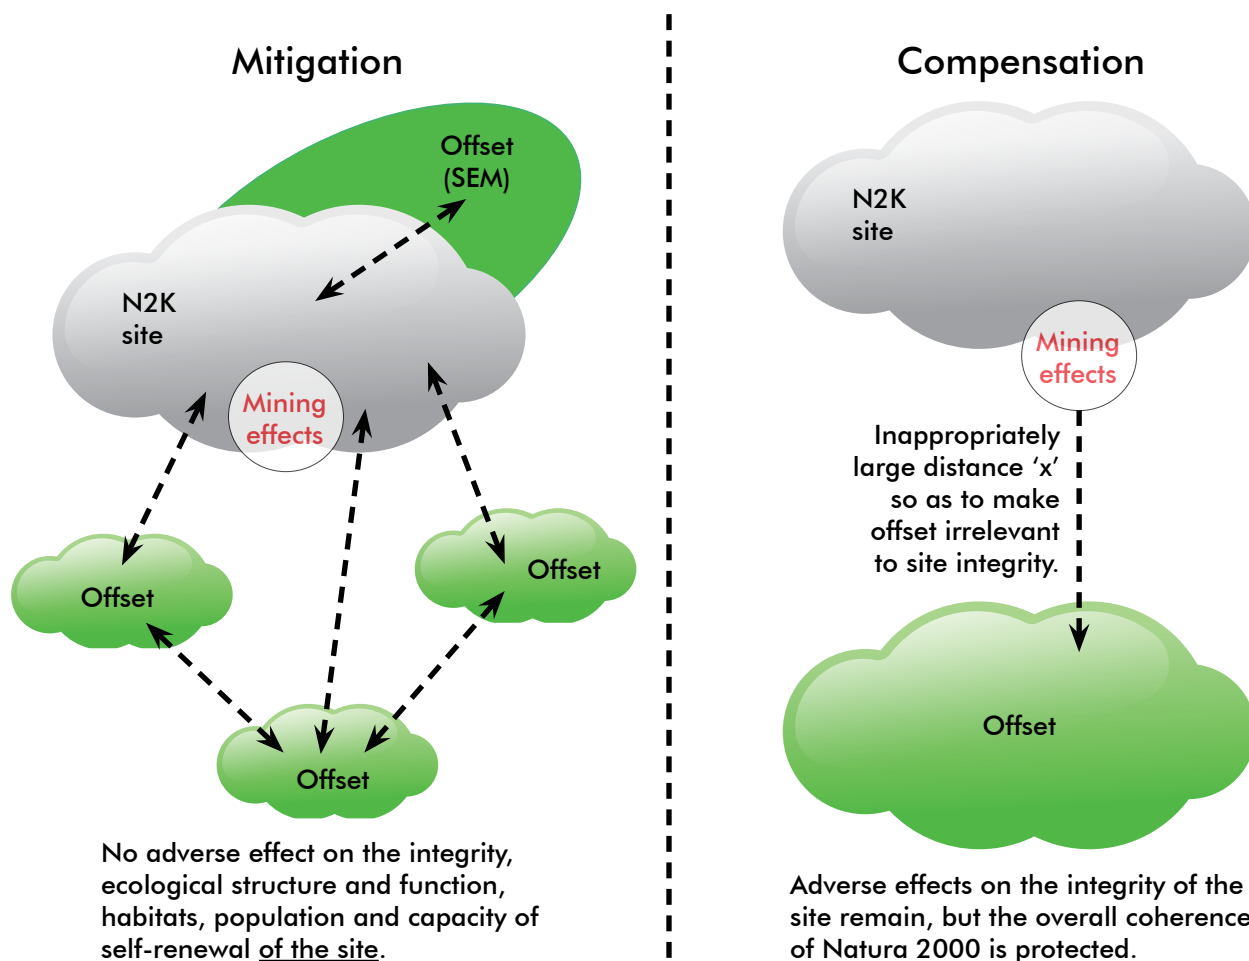 Mitigation
Offset
(SEM)
N2K
site
Mining
effects
Offset
Offset
Offset
No adverse effect on the integrity,
ecological structure and function,
habitats, population and capacity of
self-renewal of the site.
Compensation
N2K
site
Mining
effects
Inappropriately
large distance ‘x’
so as to make
offset irrelevant
to site integrity.
Offset
Adverse effects on the integrity of the
site remain, but the overall coherence
of Natura 2000 is protected.